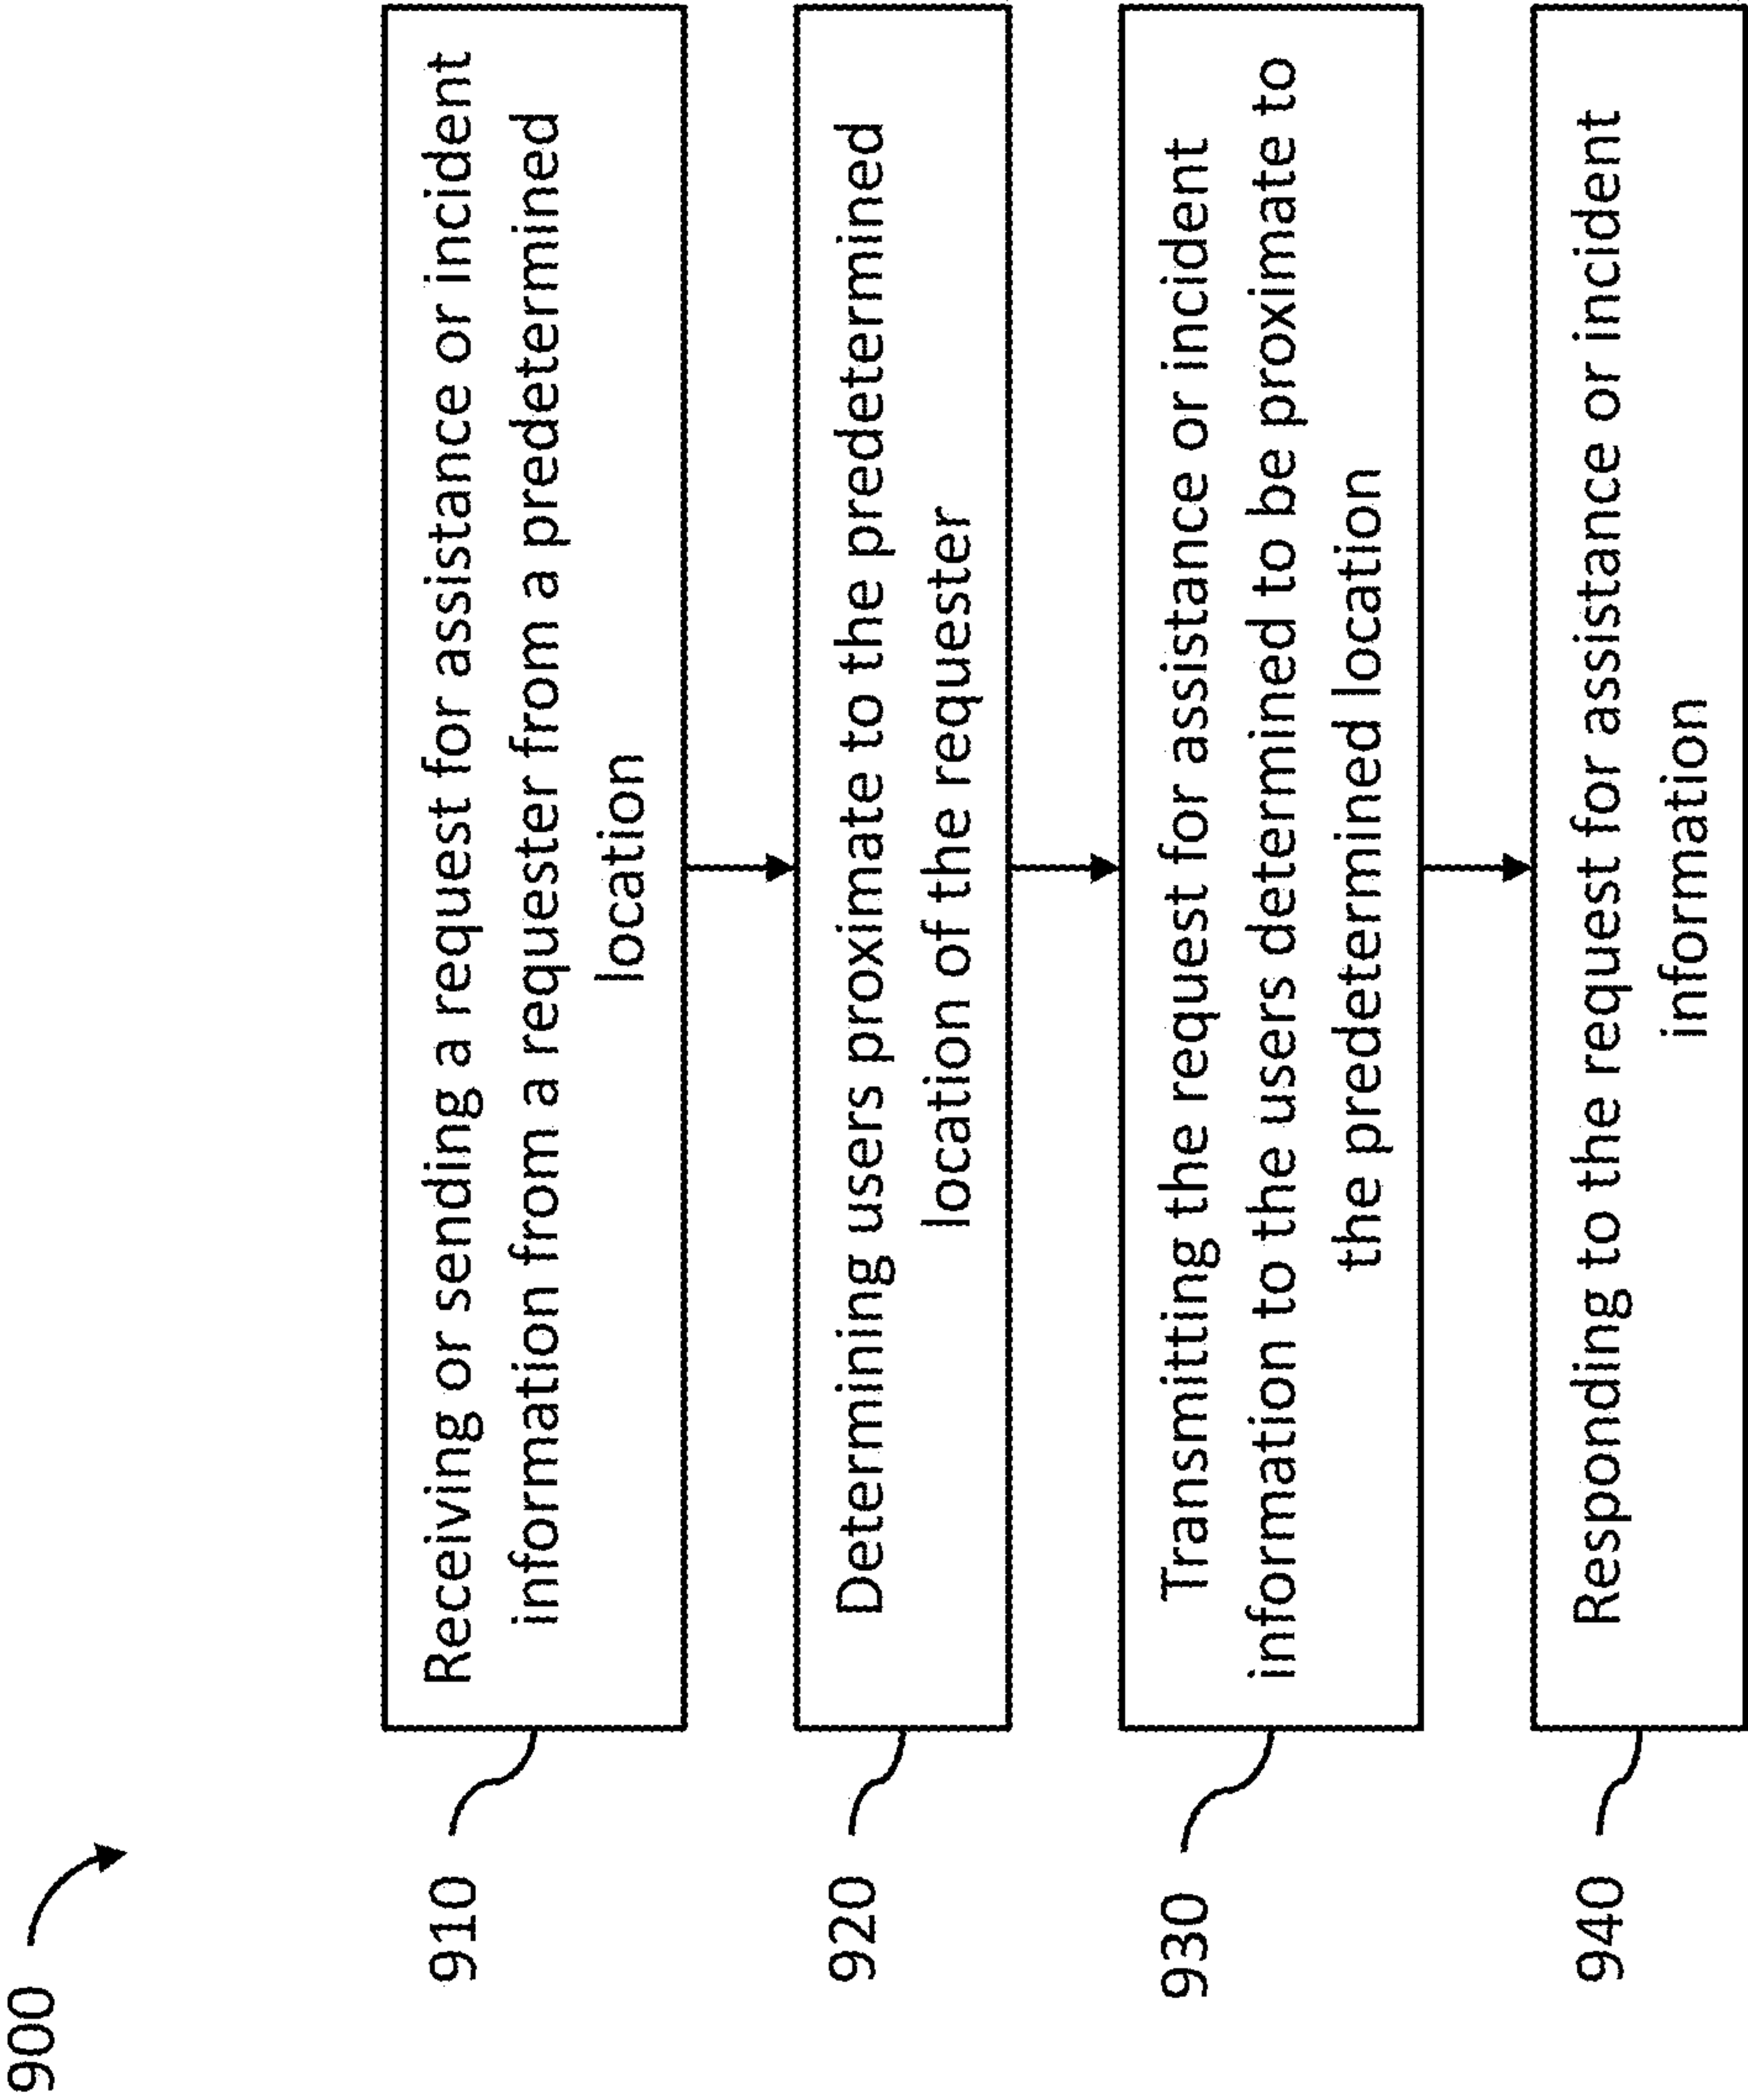 900
910
Receiving or sending a request for assistance or incident
information from a requester from a predetermined
location
920
Determining users proximate to the predetermined
location of the requester
930
Transmitting the request for assistance or incident
information to the users determined to be proximate to
the predetermined location
940
Responding to the request for assistance or incident
information